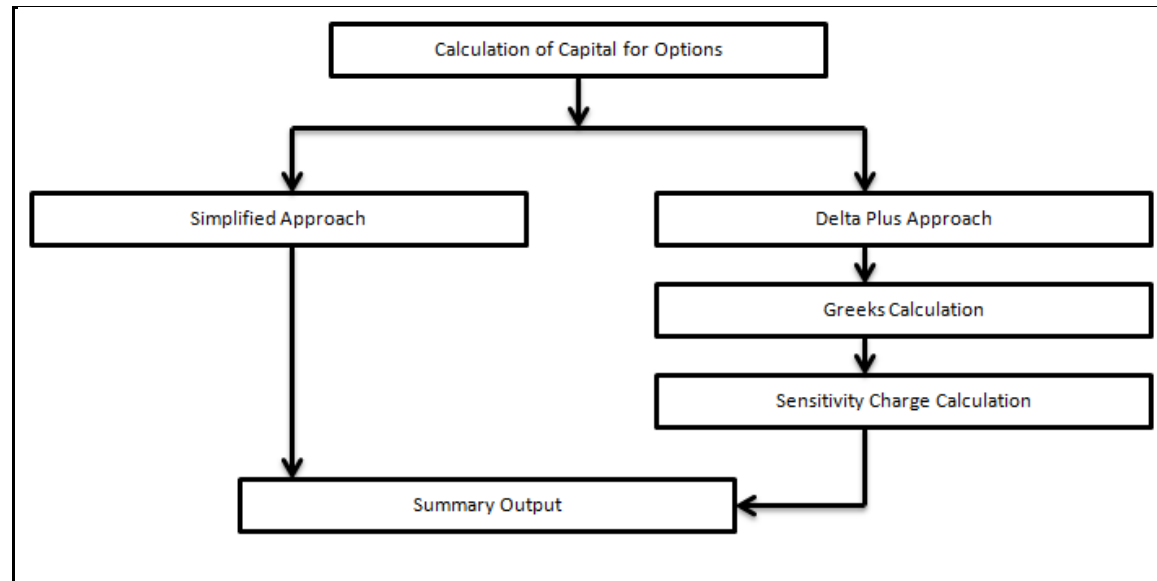 Calculation of Capital for Options
Simplified Approach
Delta Plus Approach
Greeks Calculation
Sensitivity Charge Calculation
Summary Output